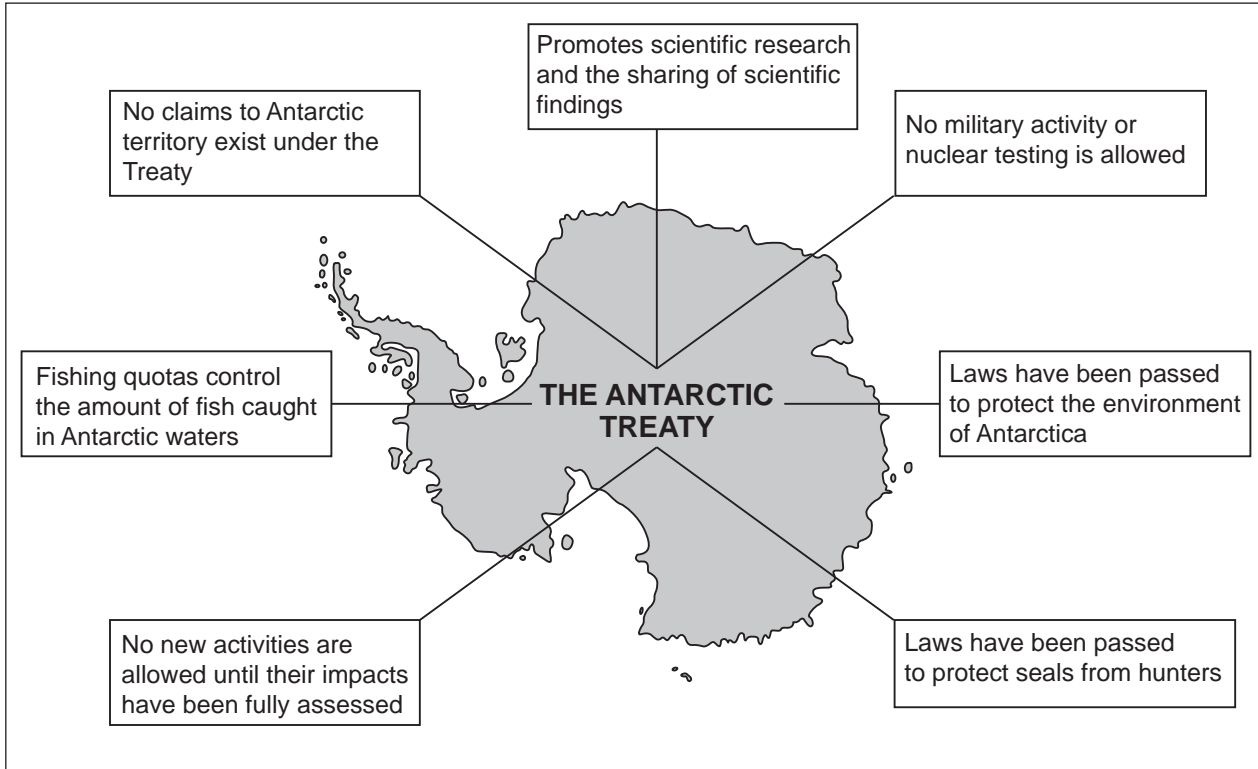 Promotes scientific research
and the sharing of scientific
findings
No claims to Antarctic
territory exist under the
Treaty
No military activity or
nuclear testing is allowed
Fishing quotas control
the amount of fish caught
in Antarctic waters
THE ANTARCTIC
TREATY
Laws have been passed
to protect the environment
of Antarctica
No new activities are
allowed until their impacts
have been fully assessed
Laws have been passed
to protect seals from hunters